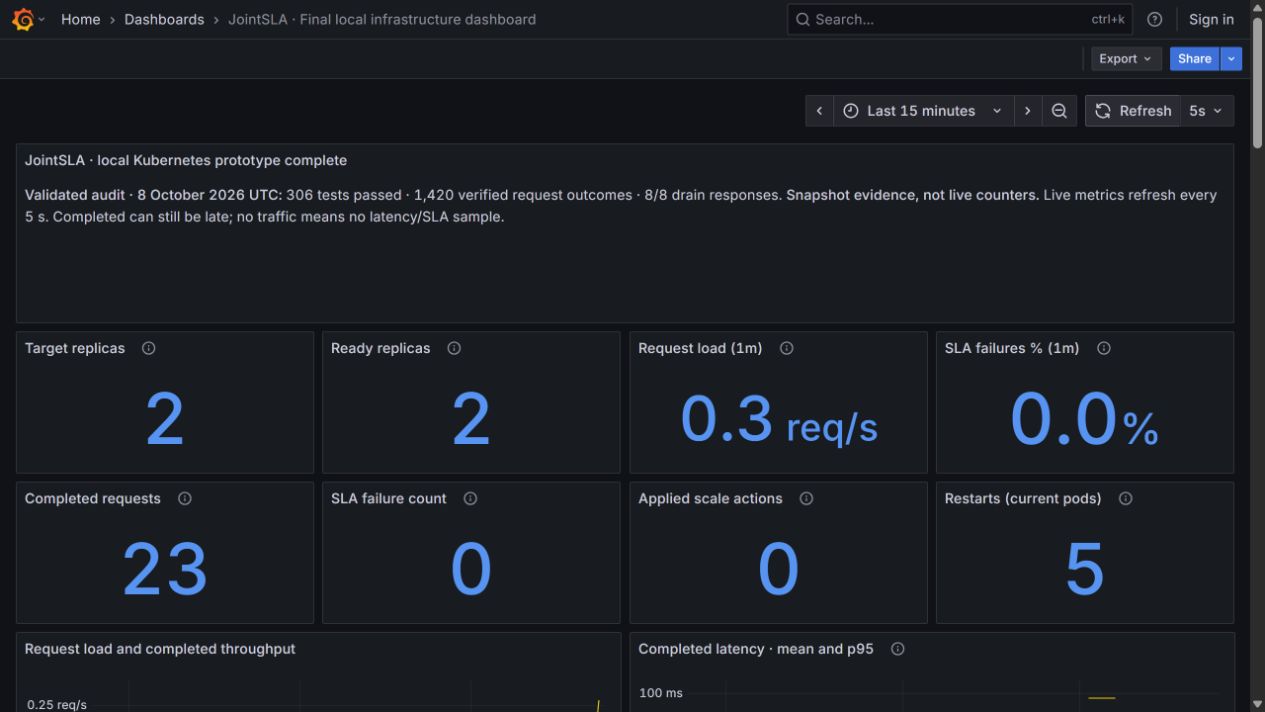 Home › Dashboards › JointSLA · Final local infrastructure dashboard
Search... ctrl+k
Sign in
Export
Share
Last 15 minutes
Refresh
5s
JointSLA · local Kubernetes prototype complete
Validated audit · 8 October 2026 UTC: 306 tests passed · 1,420 verified request outcomes · 8/8 drain responses. Snapshot evidence, not live counters. Live metrics refresh every
5 s. Completed can still be late; no traffic means no latency/SLA sample.
Target replicas
2
Ready replicas
2
Request load (1m)
0.3 req/s
SLA failures % (1m)
0.0%
Completed requests
23
SLA failure count
0
Applied scale actions
0
Restarts (current pods)
5
Request load and completed throughput
0.25 req/s
Completed latency · mean and p95
100 ms